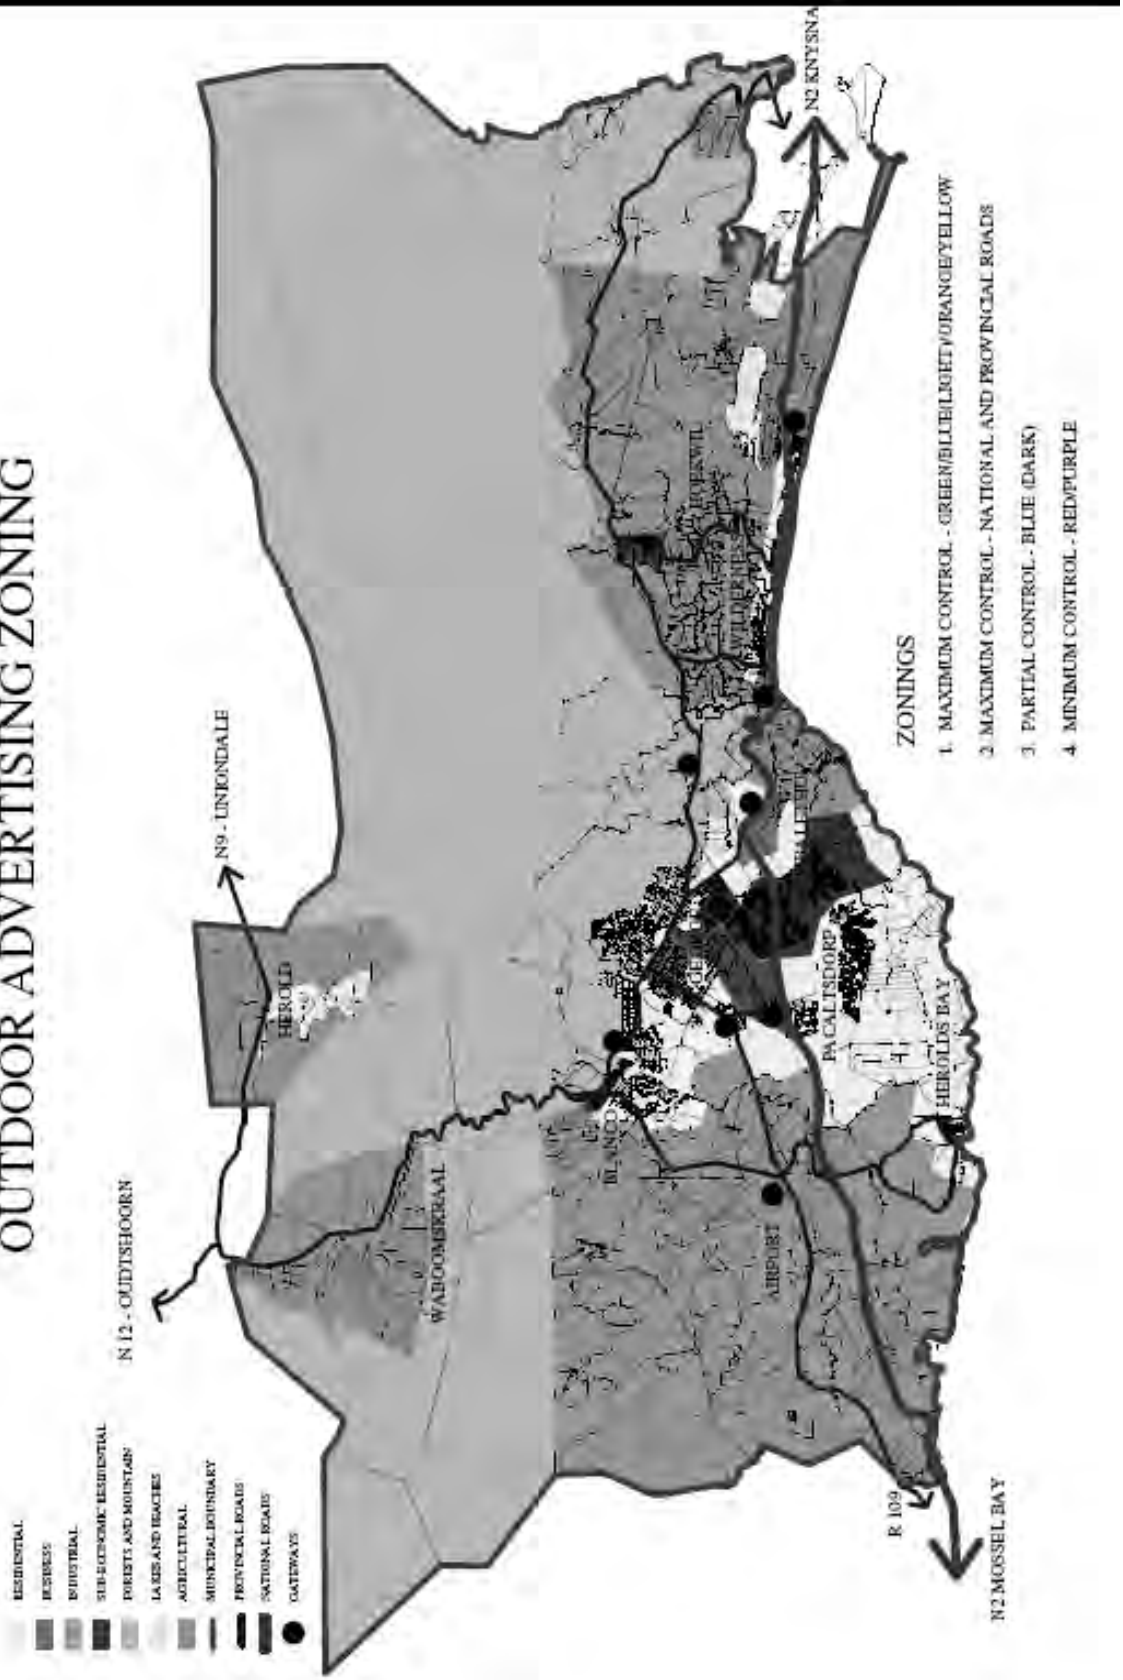 OUTDOOR ADVERTISING ZONING
RESIDENTIAL
BUSINESS
INDUSTRIAL
SUB-ECONOMIC RESIDENTIAL
FORESTS AND MOUNTAIN
LAKES AND BEACHES
AGRICULTURAL
MUNICIPAL BOUNDARY
PROVINCIAL ROADS
NATIONAL ROADS
GATEWAYS
N 12 - OUDTSHOORN
N9 - UNIONDALE
HEROLD
WABOOMSKRAAL
BLANCO
AIRPORT
PACALTSDORP
HEROLDS BAY
WILDERNESS
HOEKWIL
R 109
N2 MOSSEL BAY
N2 KNYSNA
ZONINGS
1. MAXIMUM CONTROL - GREEN/BLUE(LIGHT)/ORANGE/YELLOW
2. MAXIMUM CONTROL - NATIONAL AND PROVINCIAL ROADS
3. PARTIAL CONTROL - BLUE (DARK)
4. MINIMUM CONTROL - RED/PURPLE